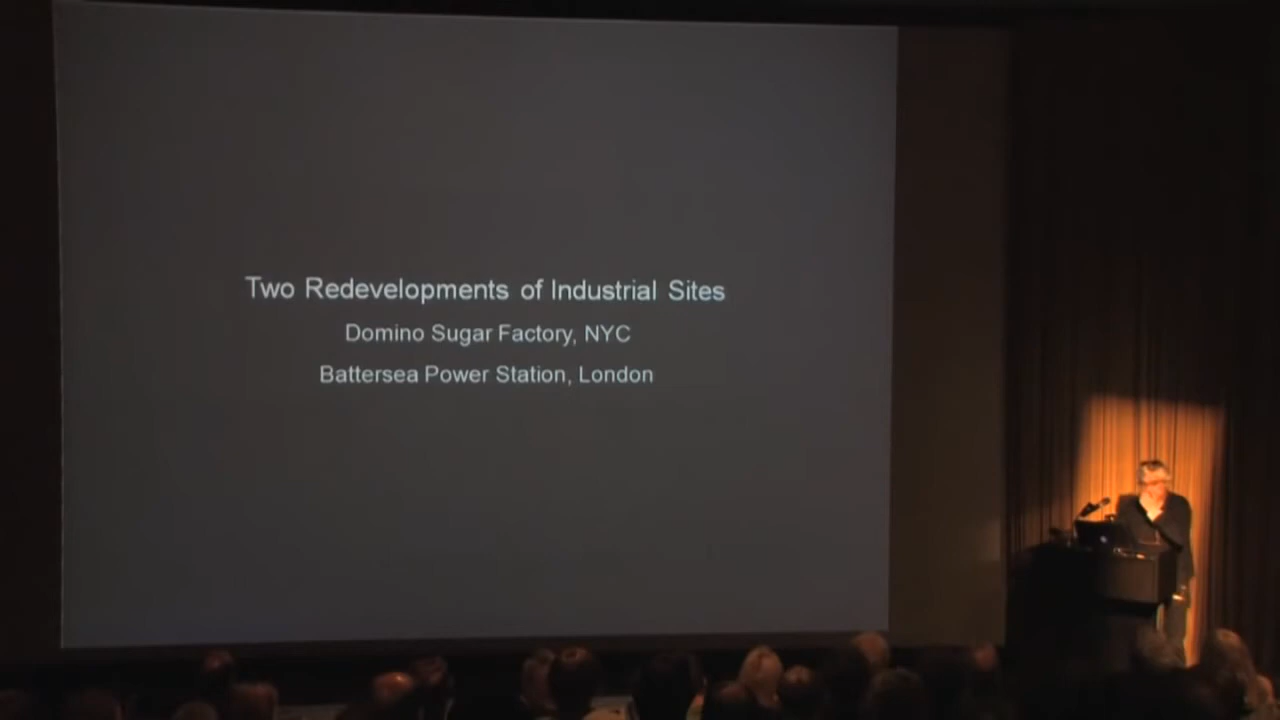 Two Redevelopments of Industrial Sites
Domino Sugar Factory, NYC
Battersea Power Station, London